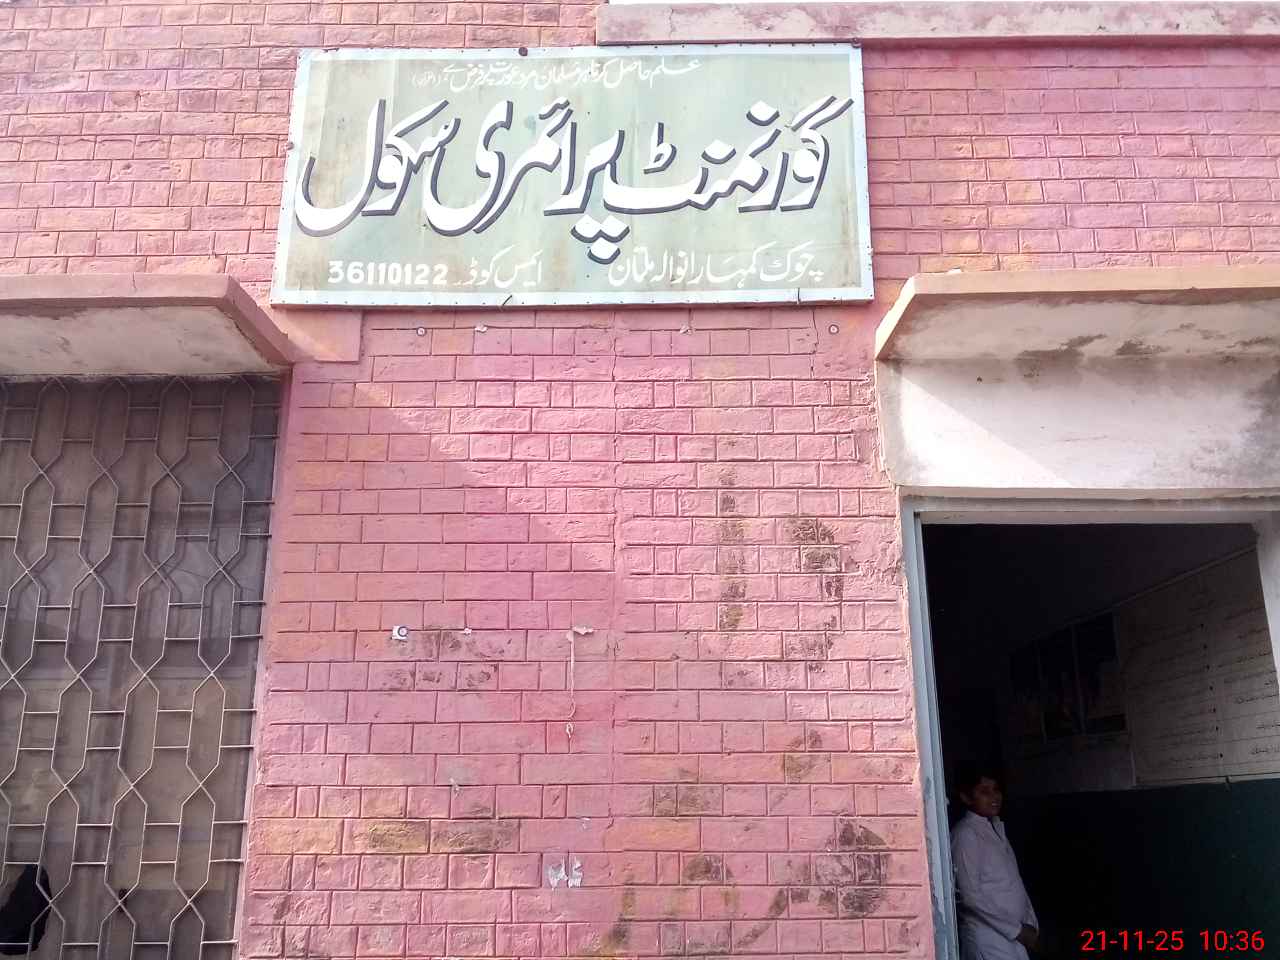 علم حاصل کرنا ہر مسلمان مرد عورت پر فرض ہے
گورنمنٹ پرائمری سکول
چوک کمہارانوالہ ملتان ایمس کوڈ 36110122
21-11-25 10:36